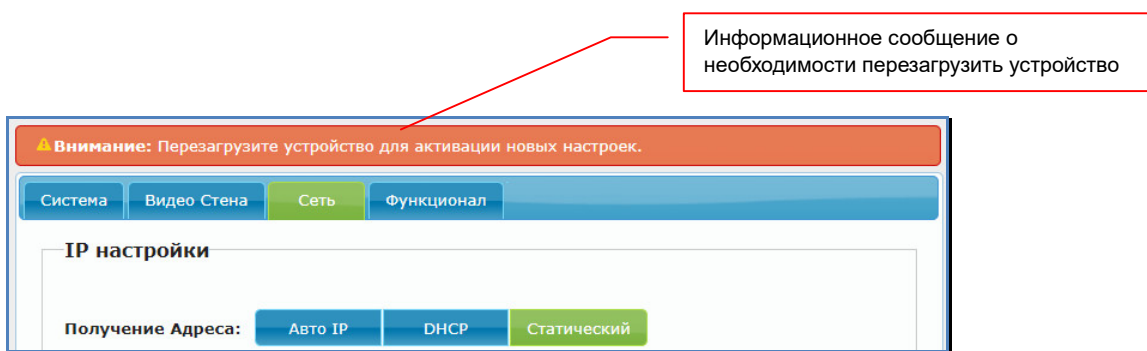 Информационное сообщение о
необходимости перезагрузить устройство
Внимание: Перезагрузите устройство для активации новых настроек.
Система Видео Стена Сеть Функционал
IP настройки
Получение Адреса: Авто IP DHCP Статический